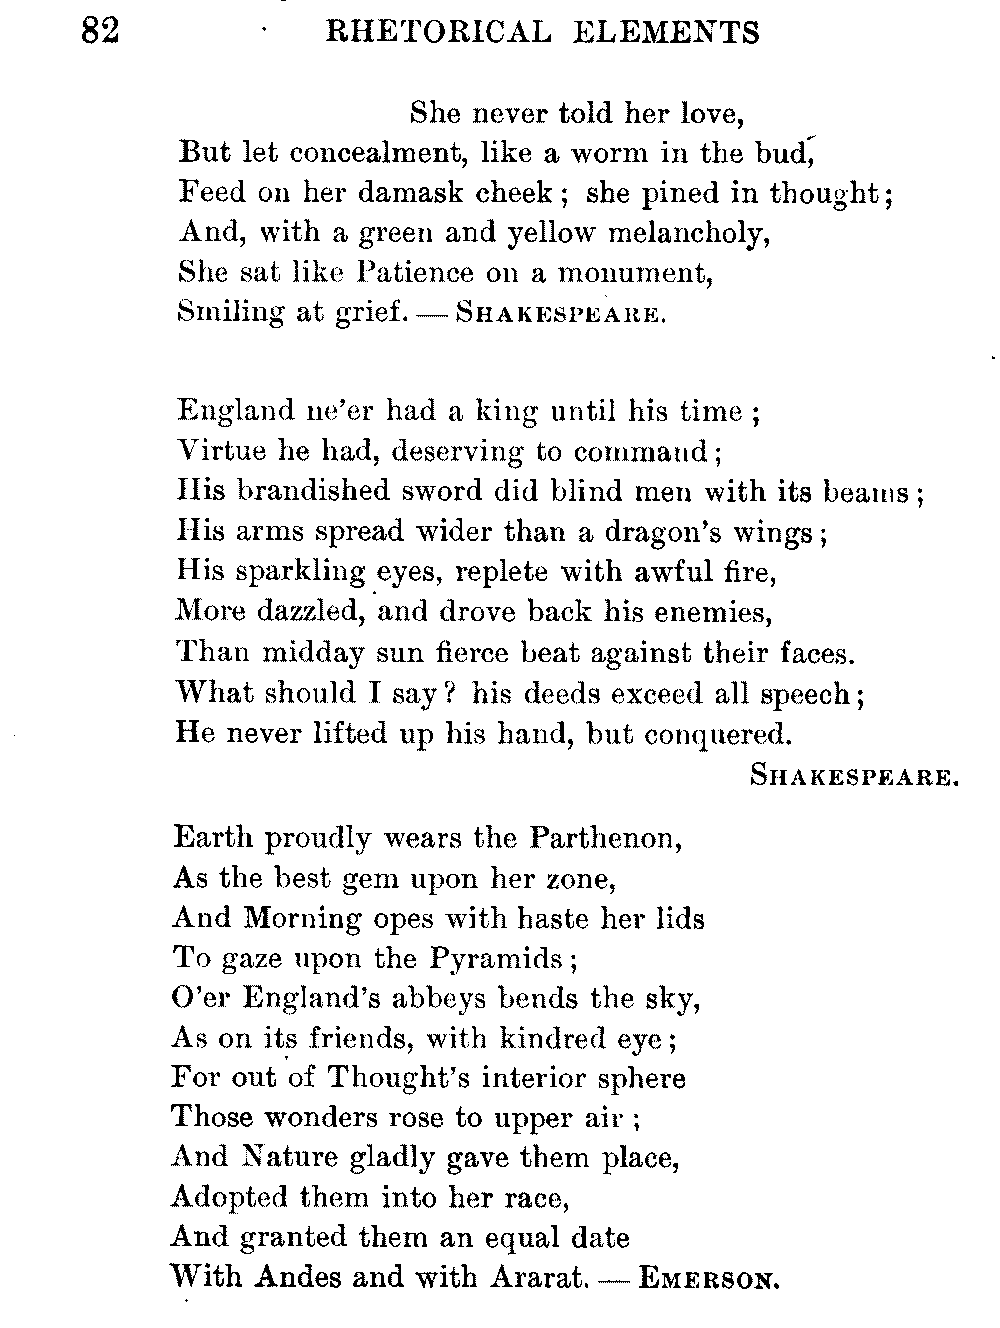 82 RHETORICAL ELEMENTS
She never told her love,
But let concealment, like a worm in the bud,
Feed on her damask cheek; she pined in thought;
And, with a green and yellow melancholy,
She sat like Patience on a monument,
Smiling at grief. — SHAKESPEARE.
England ne'er had a king until his time;
Virtue he had, deserving to command;
His brandished sword did blind men with its beams;
His arms spread wider than a dragon's wings;
His sparkling eyes, replete with awful fire,
More dazzled, and drove back his enemies,
Than midday sun fierce beat against their faces.
What should I say? his deeds exceed all speech;
He never lifted up his hand, but conquered.
SHAKESPEARE.
Earth proudly wears the Parthenon,
As the best gem upon her zone,
And Morning opes with haste her lids
To gaze upon the Pyramids;
O'er England's abbeys bends the sky,
As on its friends, with kindred eye;
For out of Thought's interior sphere
Those wonders rose to upper air;
And Nature gladly gave them place,
Adopted them into her race,
And granted them an equal date
With Andes and with Ararat. — EMERSON.